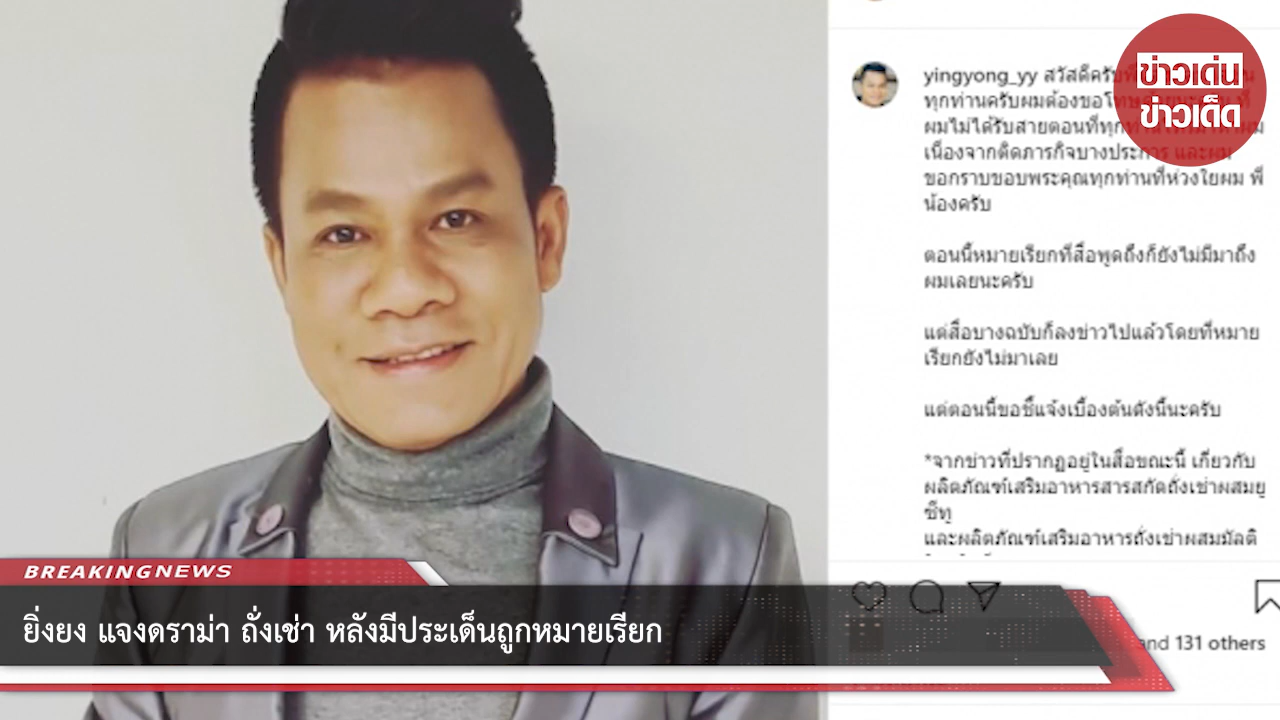 ข่าวเด่น
ข่าวเด็ด
yingyong_yy สวัสดีครับ
ทุกท่านครับผมต้องขอโทษ
ผมไม่ได้รับสายตอนที่ทุกท่าน
เนื่องจากติดภารกิจบางประการ และผม
ขอกราบขอบพระคุณทุกท่านที่ห่วงใยผม พี่
น้องครับ
ตอนนี้หมายเรียกที่สื่อพูดถึงก็ยังไม่มีมาถึง
ผมเลยนะครับ
แต่สื่อบางฉบับก็ลงข่าวไปแล้วโดยที่หมาย
เรียกยังไม่มาเลย
แต่ตอนนี้ขอชี้แจ้งเบื้องต้นดังนี้นะครับ
*จากข่าวที่ปรากฏอยู่ในสื่อขณะนี้ เกี่ยวกับ
ผลิตภัณฑ์เสริมอาหารสารสกัดถั่งเช่าผสมยู
ซีทู
และผลิตภัณฑ์เสริมอาหารถั่งเช่าผสมมัลติ
and 131 others
BREAKINGNEWS
ยิ่งยง แจงดราม่า ถั่งเช่า หลังมีประเด็นถูกหมายเรียก